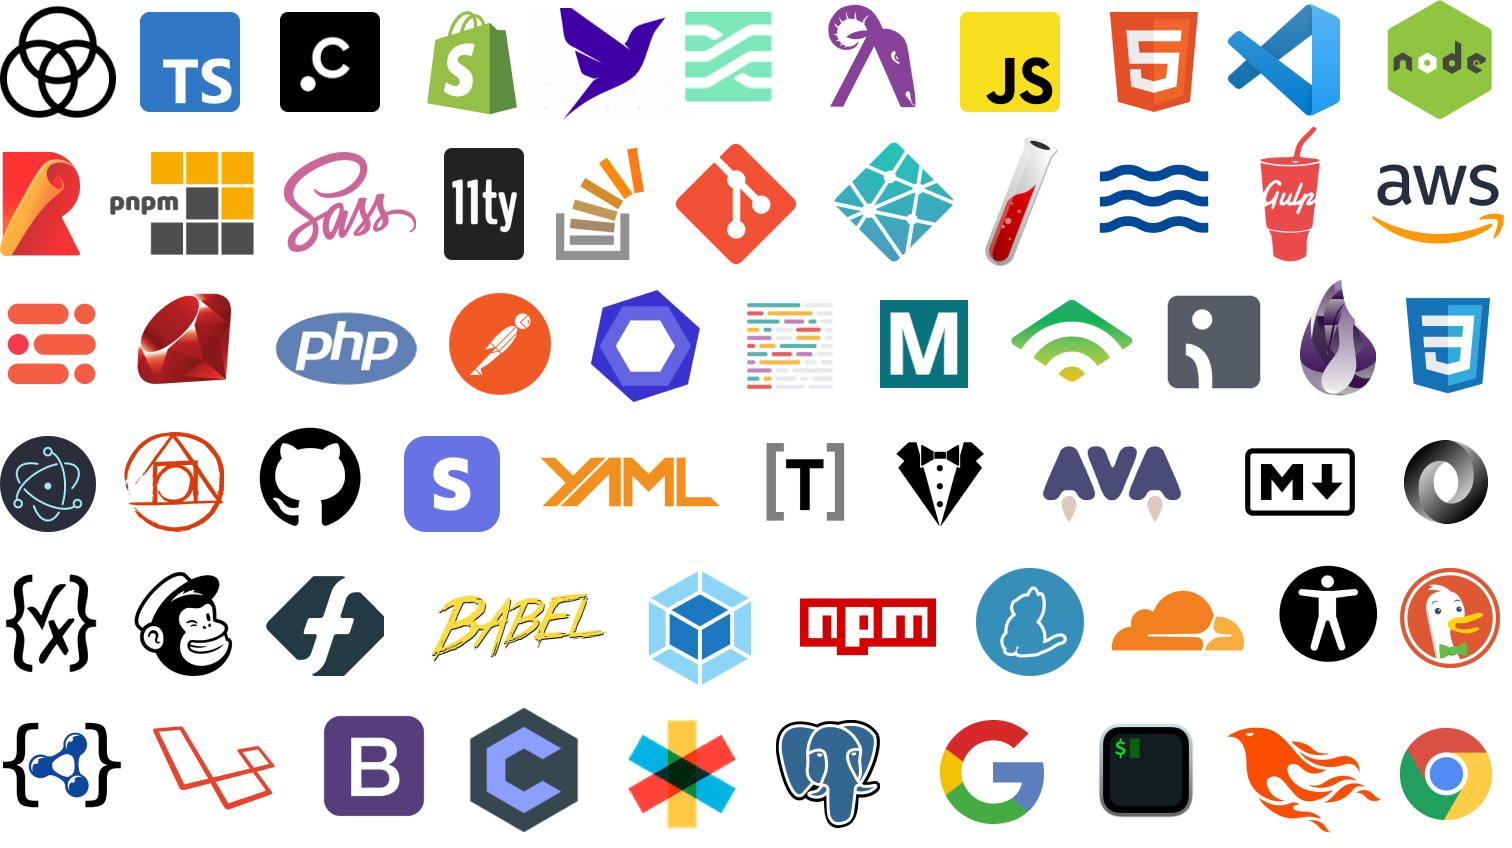 TS
C
S
JS
5
node
R
pnpm
Sass
11ty
Gulp
aws
php
M
3
S
YAML
[T]
AVA
M
{√x}
f
BABEL
npm
{ }
B
C
G
$